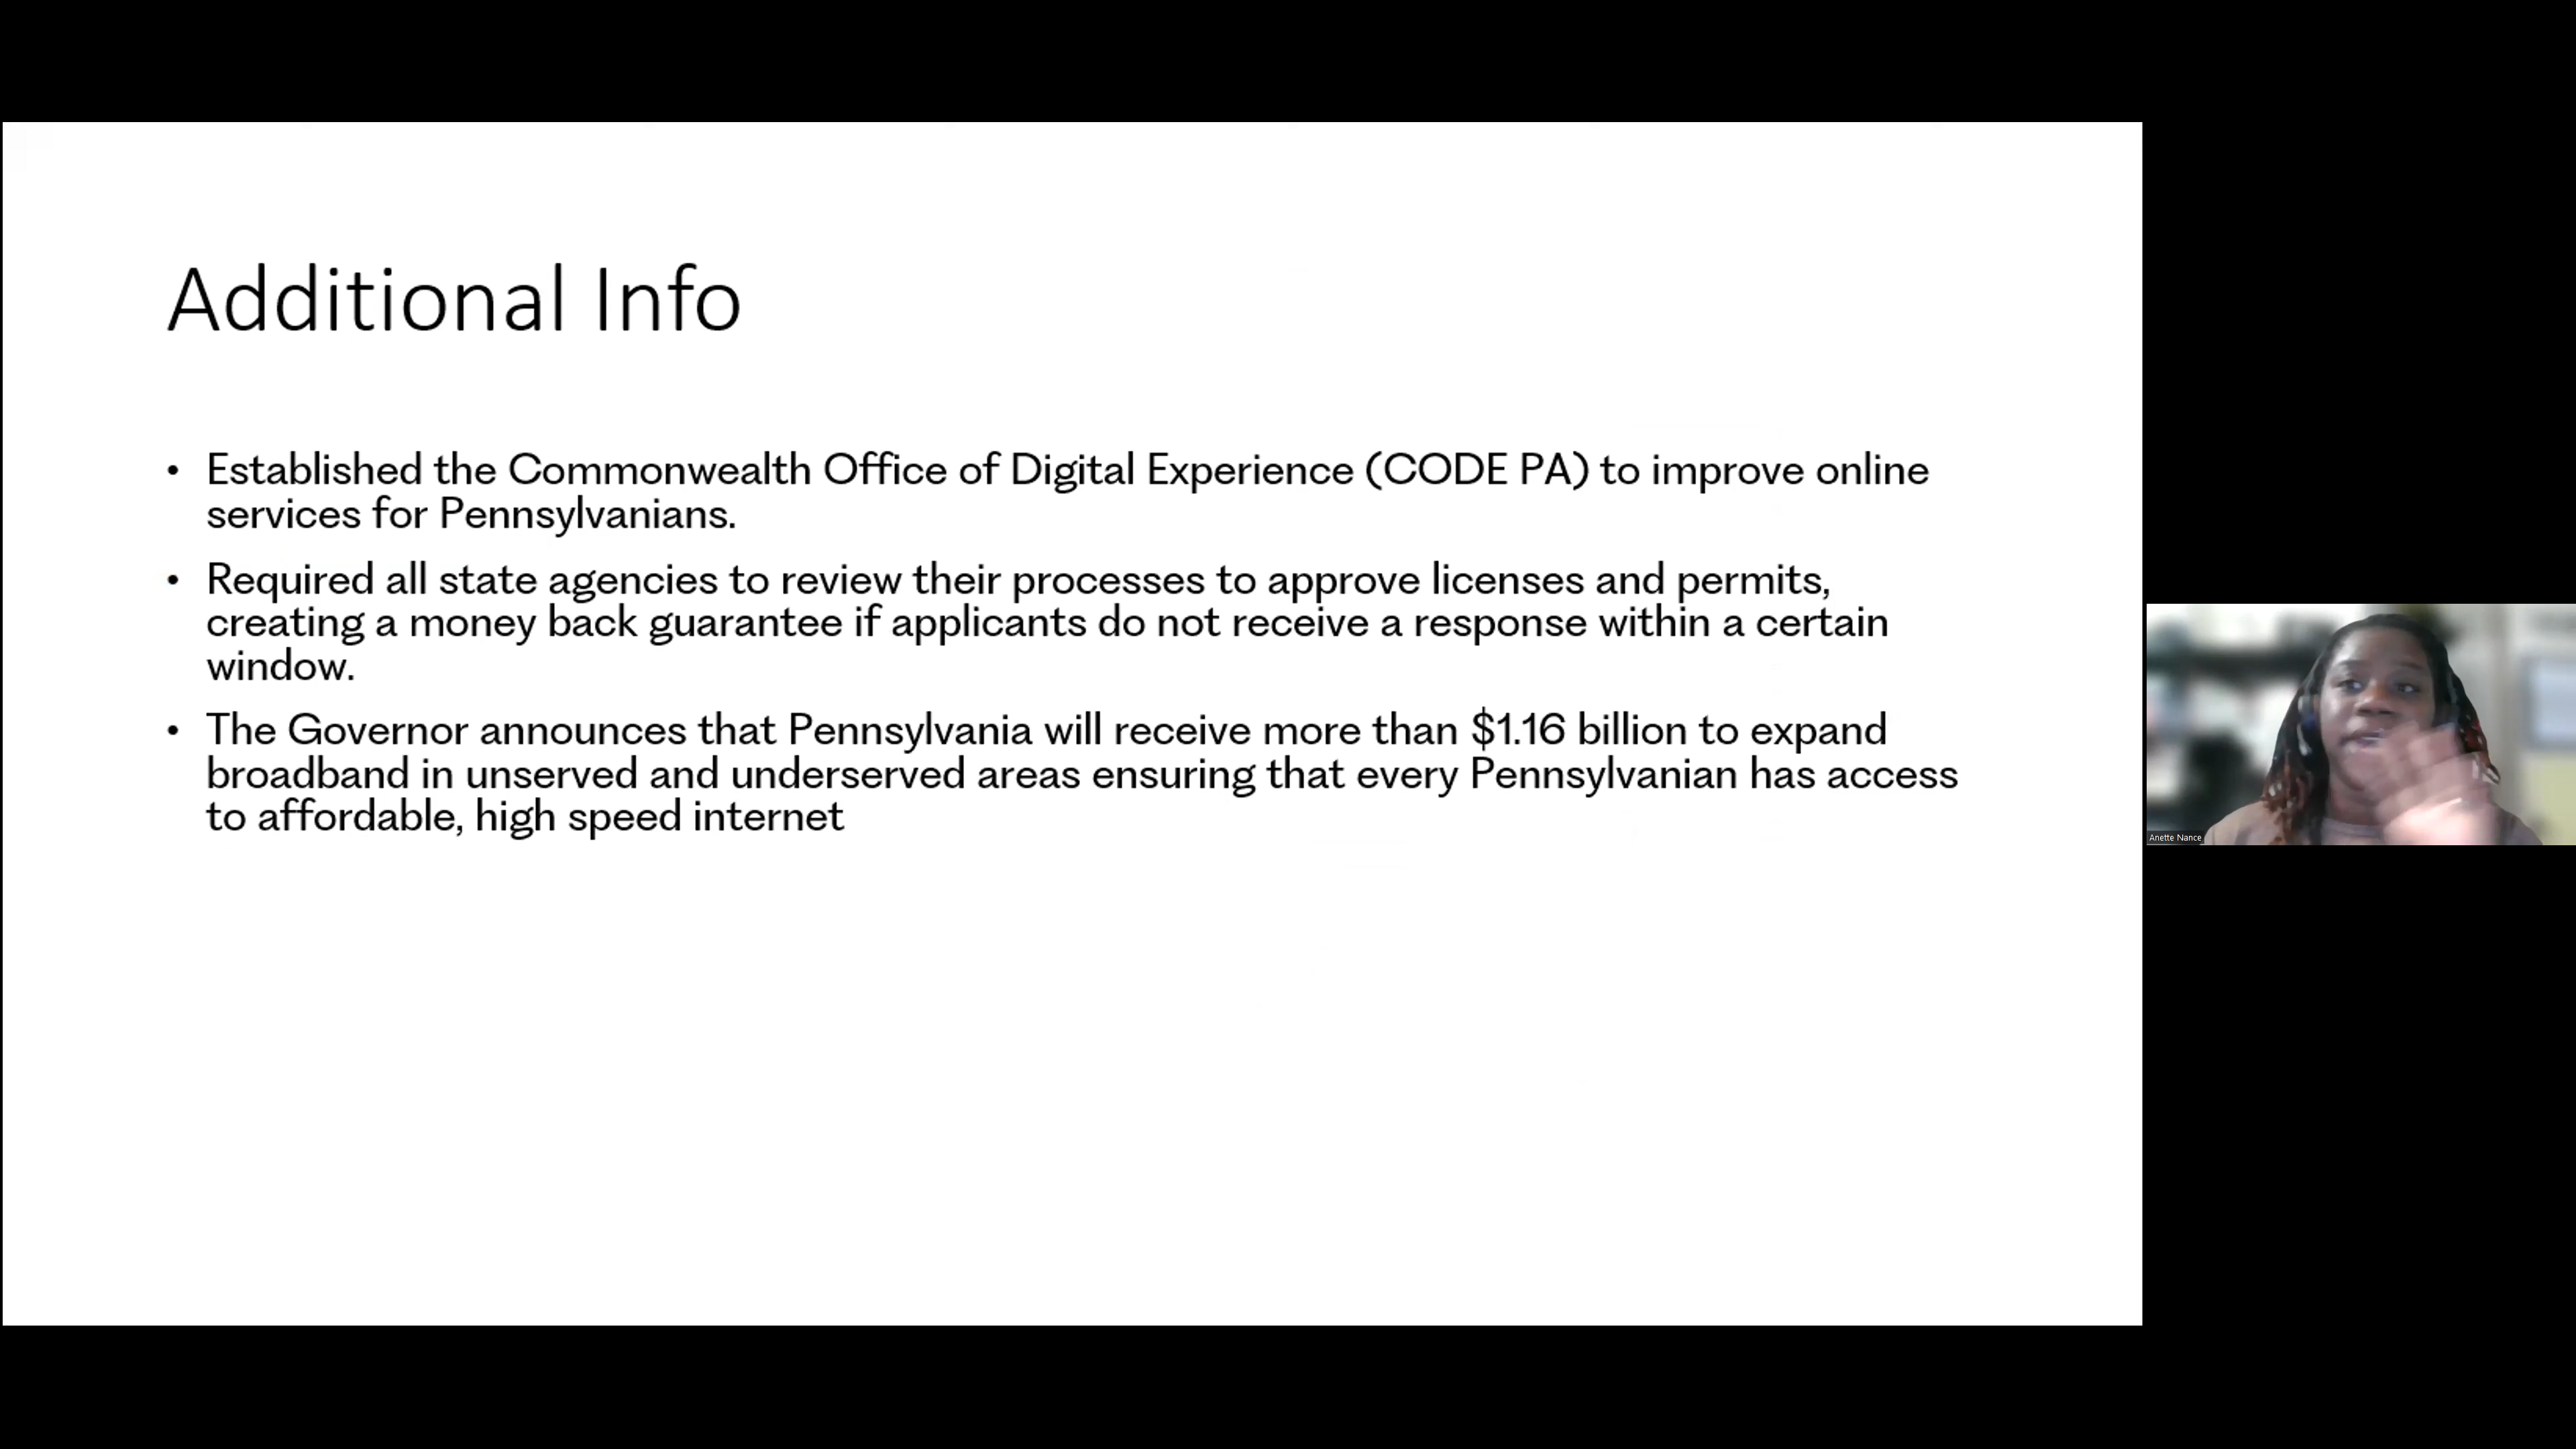 Additional Info
• Established the Commonwealth Office of Digital Experience (CODE PA) to improve online
services for Pennsylvanians.
• Required all state agencies to review their processes to approve licenses and permits,
creating a money back guarantee if applicants do not receive a response within a certain
window.
• The Governor announces that Pennsylvania will receive more than $1.16 billion to expand
broadband in unserved and underserved areas ensuring that every Pennsylvanian has access
to affordable, high speed internet
Anette Nance